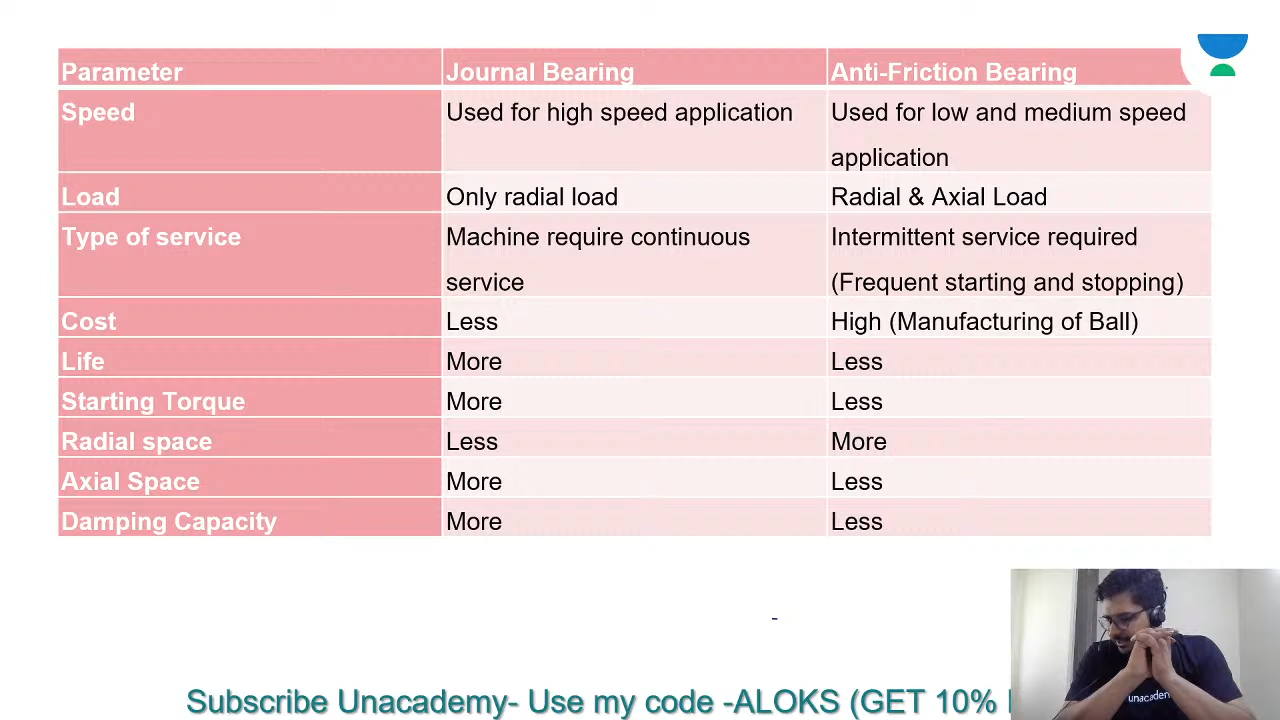 Parameter Journal Bearing Anti-Friction Bearing
Speed Used for high speed application Used for low and medium speed
application
Load Only radial load Radial & Axial Load
Type of service Machine require continuous Intermittent service required
service (Frequent starting and stopping)
Cost Less High (Manufacturing of Ball)
Life More Less
Starting Torque More Less
Radial space Less More
Axial Space More Less
Damping Capacity More Less
-
unacademy
Subscribe Unacademy- Use my code -ALOKS (GET 10%